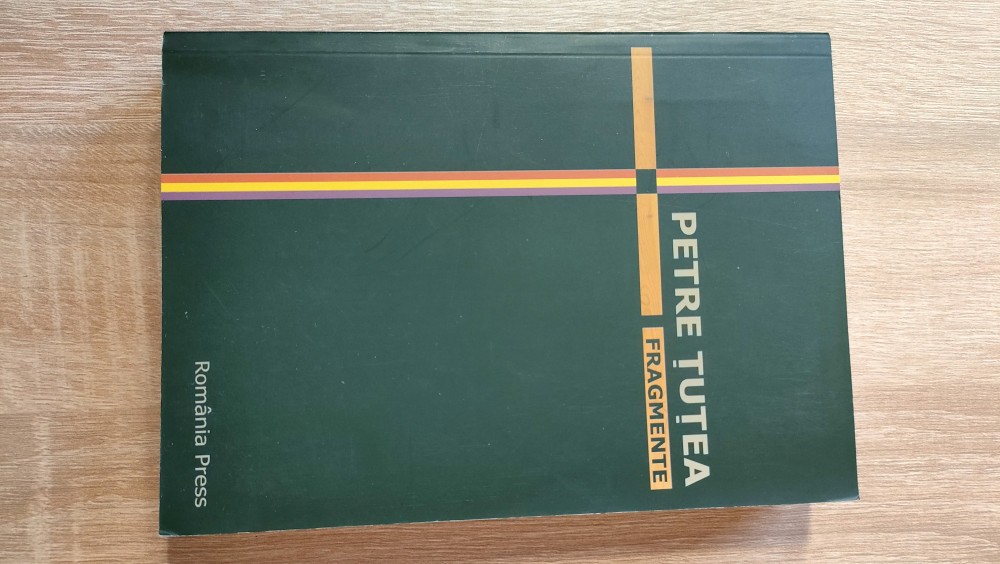 PETRE ȚUȚEA
FRAGMENTE
România Press